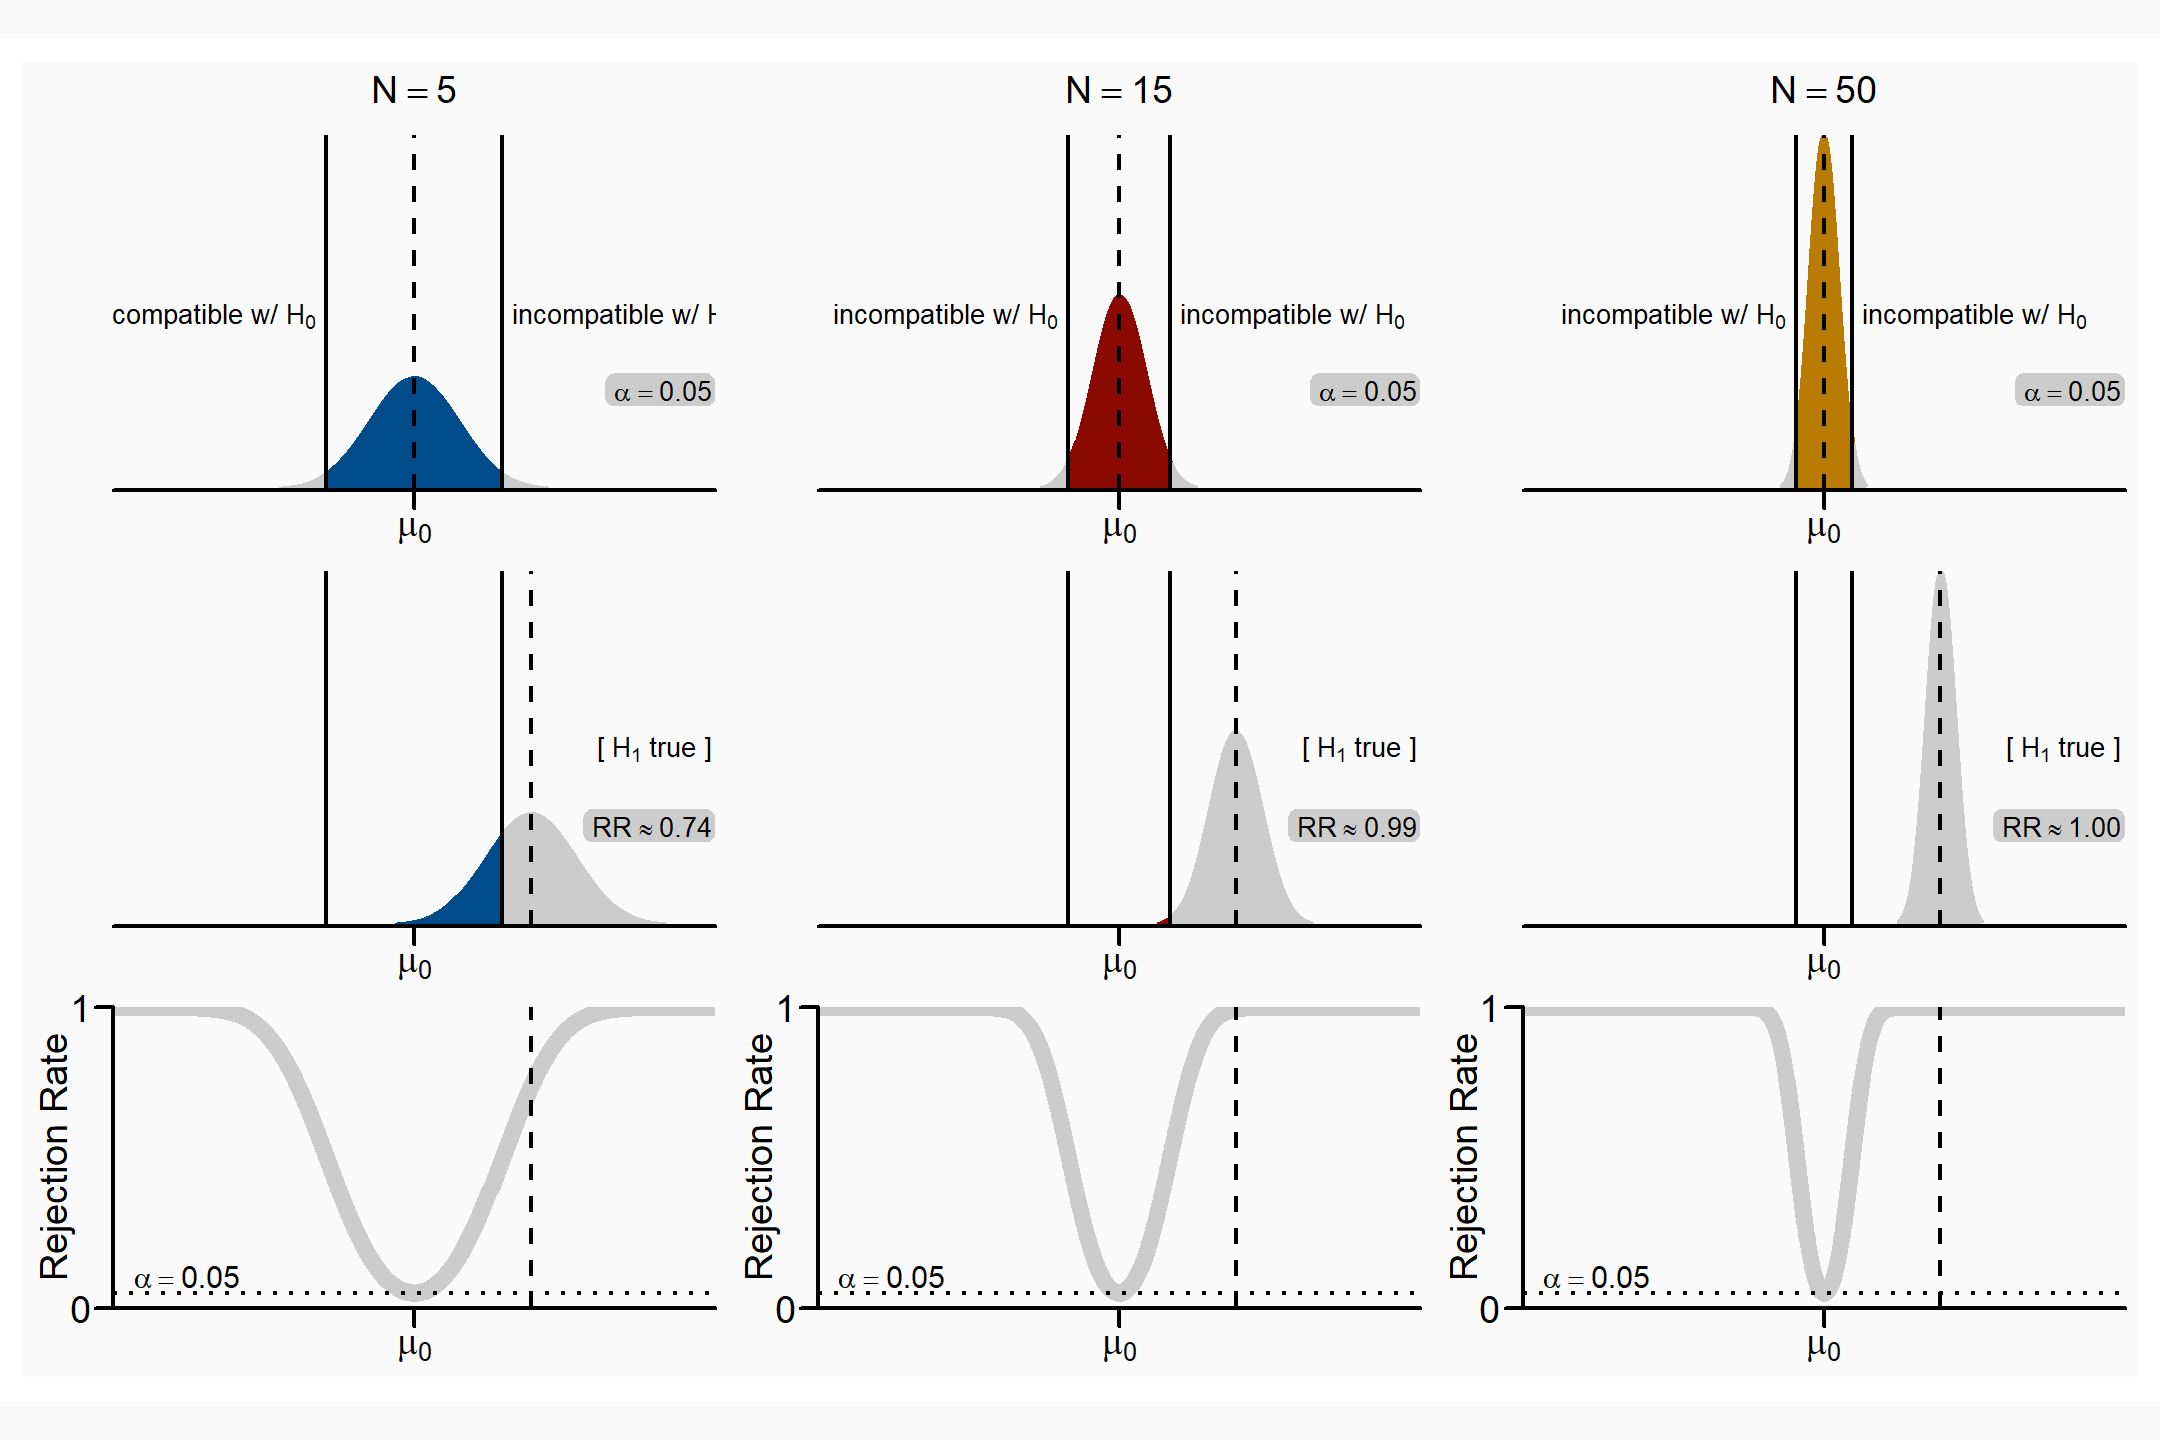 N = 5
N = 15
N = 50
compatible w/ H₀
incompatible w/ H
incompatible w/ H₀
incompatible w/ H₀
incompatible w/ H₀
incompatible w/ H₀
α = 0.05
α = 0.05
α = 0.05
μ₀
μ₀
μ₀
[ H₁ true ]
[ H₁ true ]
[ H₁ true ]
RR ≈ 0.74
RR ≈ 0.99
RR ≈ 1.00
μ₀
μ₀
μ₀
Rejection Rate
1
0
α = 0.05
μ₀
Rejection Rate
1
0
α = 0.05
μ₀
Rejection Rate
1
0
α = 0.05
μ₀